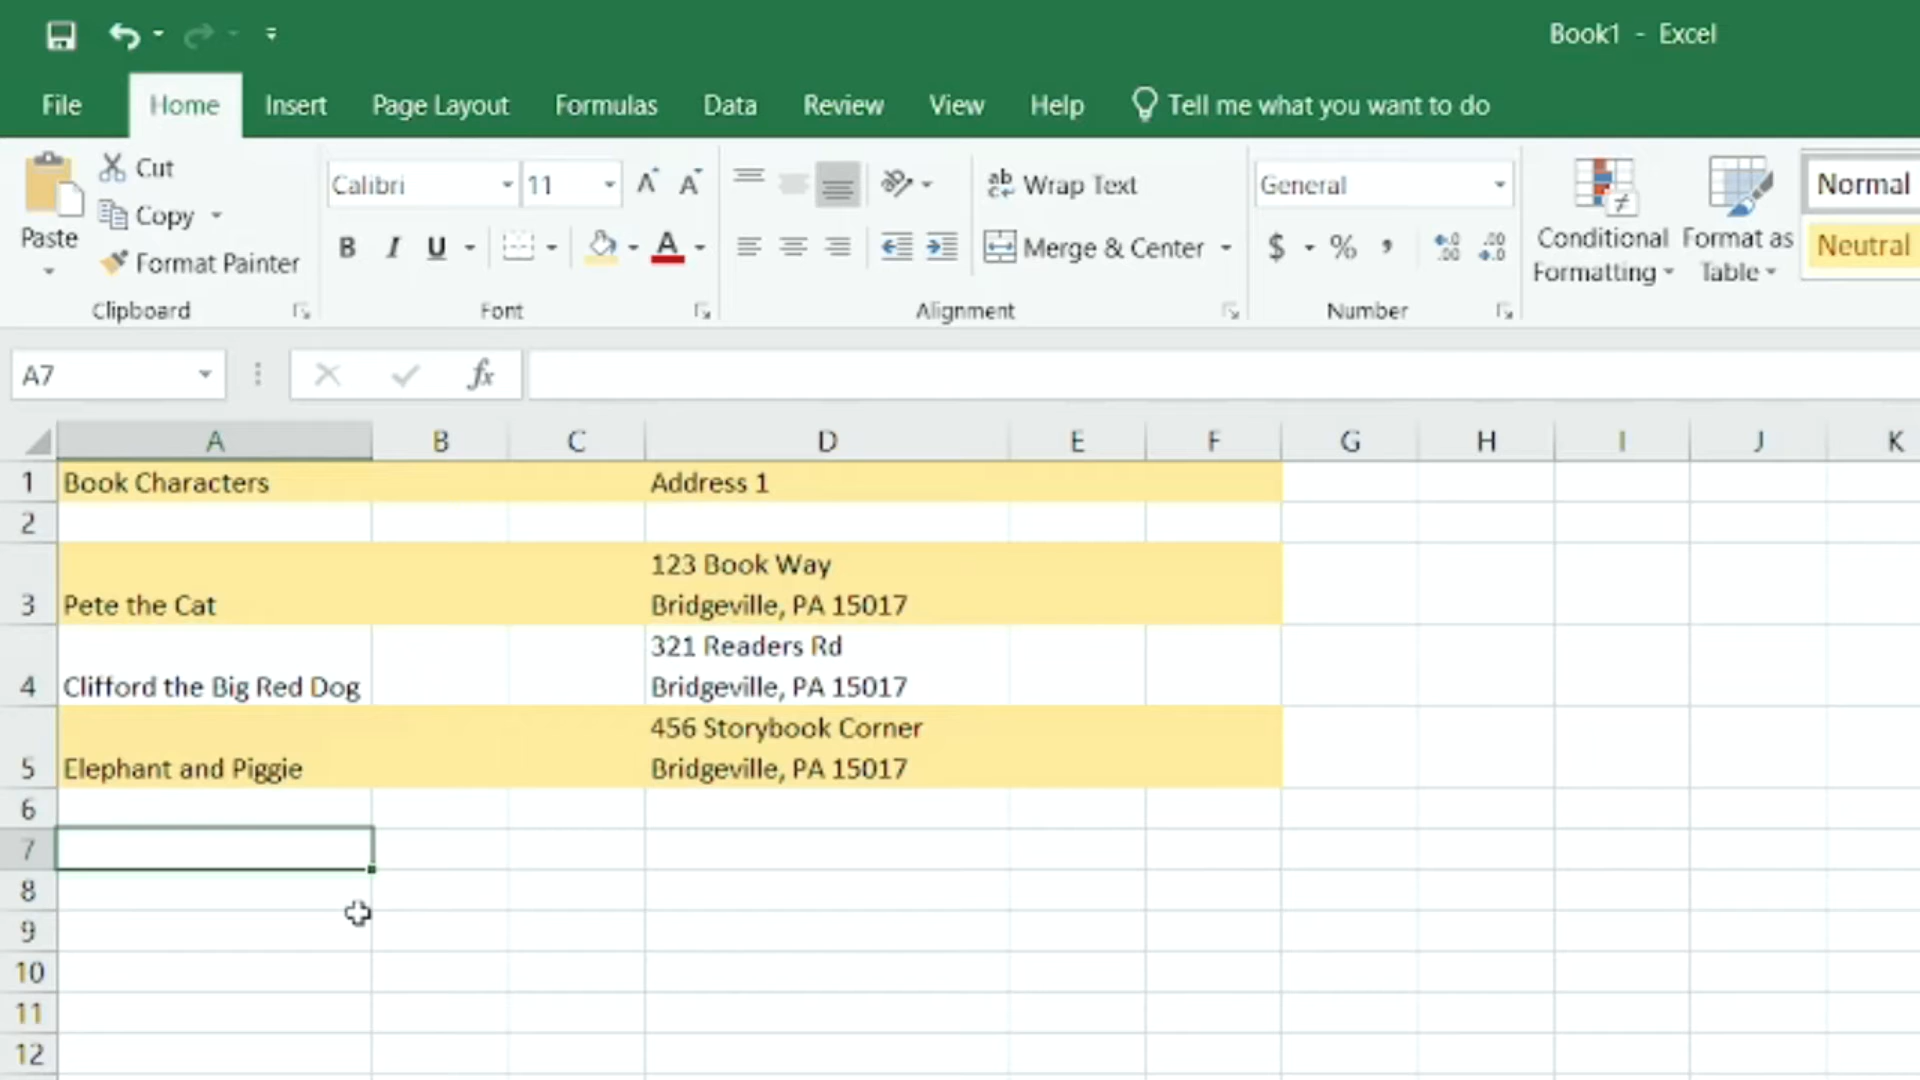 Book1 - Excel
File Home Insert Page Layout Formulas Data Review View Help Tell me what you want to do
Paste
Cut
Copy
Format Painter
Clipboard
Calibri 11
B I U A
Font
ab Wrap Text
Merge & Center
Alignment
General
$ % ,
Number
Conditional Formatting
Format as Table
Normal
Neutral
A7 fx
A B C D E F G H I J K
1 Book Characters Address 1
2
3 Pete the Cat 123 Book Way
Bridgeville, PA 15017
4 Clifford the Big Red Dog 321 Readers Rd
Bridgeville, PA 15017
5 Elephant and Piggie 456 Storybook Corner
Bridgeville, PA 15017
6
7
8
9
10
11
12